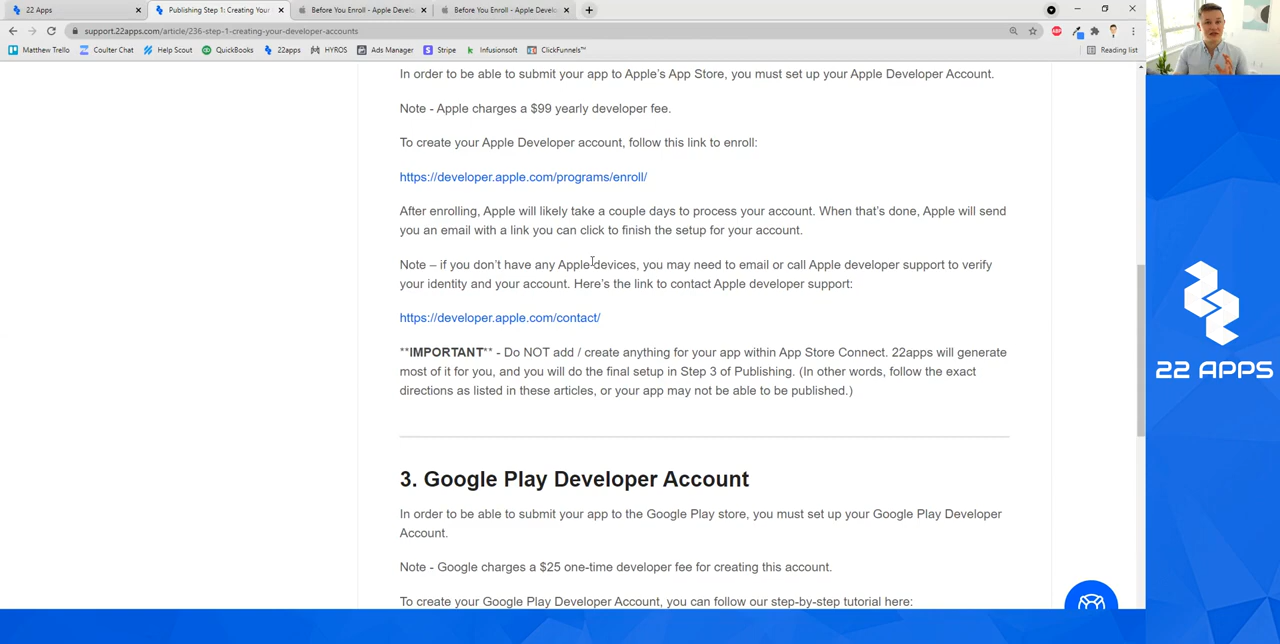 22 Apps
Publishing Step 1: Creating Your
Before You Enroll - Apple Develo
Before You Enroll - Apple Develo
support.22apps.com/article/236-step-1-creating-your-developer-accounts
Matthew Trello
Coulter Chat
Help Scout
QuickBooks
22apps
HYROS
Ads Manager
Stripe
Infusionsoft
ClickFunnels™
Reading list
In order to be able to submit your app to Apple's App Store, you must set up your Apple Developer Account.
Note - Apple charges a $99 yearly developer fee.
To create your Apple Developer account, follow this link to enroll:
https://developer.apple.com/programs/enroll/
After enrolling, Apple will likely take a couple days to process your account. When that's done, Apple will send
you an email with a link you can click to finish the setup for your account.
Note – if you don't have any Apple devices, you may need to email or call Apple developer support to verify
your identity and your account. Here's the link to contact Apple developer support:
https://developer.apple.com/contact/
**IMPORTANT** - Do NOT add / create anything for your app within App Store Connect. 22apps will generate
most of it for you, and you will do the final setup in Step 3 of Publishing. (In other words, follow the exact
directions as listed in these articles, or your app may not be able to be published.)
3. Google Play Developer Account
In order to be able to submit your app to the Google Play store, you must set up your Google Play Developer
Account.
Note - Google charges a $25 one-time developer fee for creating this account.
To create your Google Play Developer Account, you can follow our step-by-step tutorial here:
22 APPS